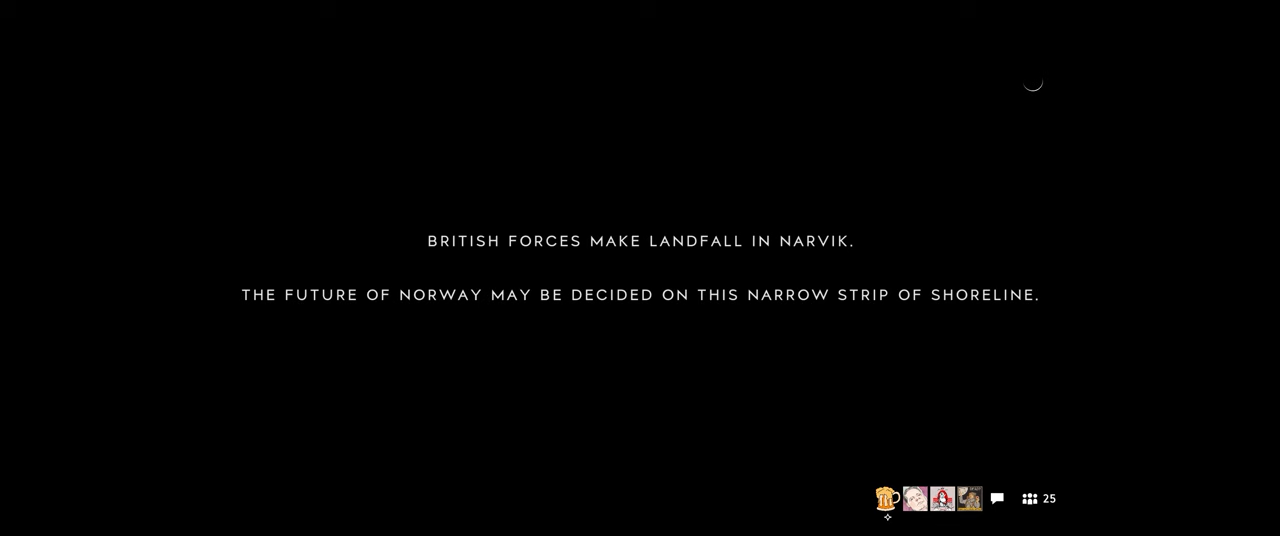 BRITISH FORCES MAKE LANDFALL IN NARVIK.
THE FUTURE OF NORWAY MAY BE DECIDED ON THIS NARROW STRIP OF SHORELINE.
25